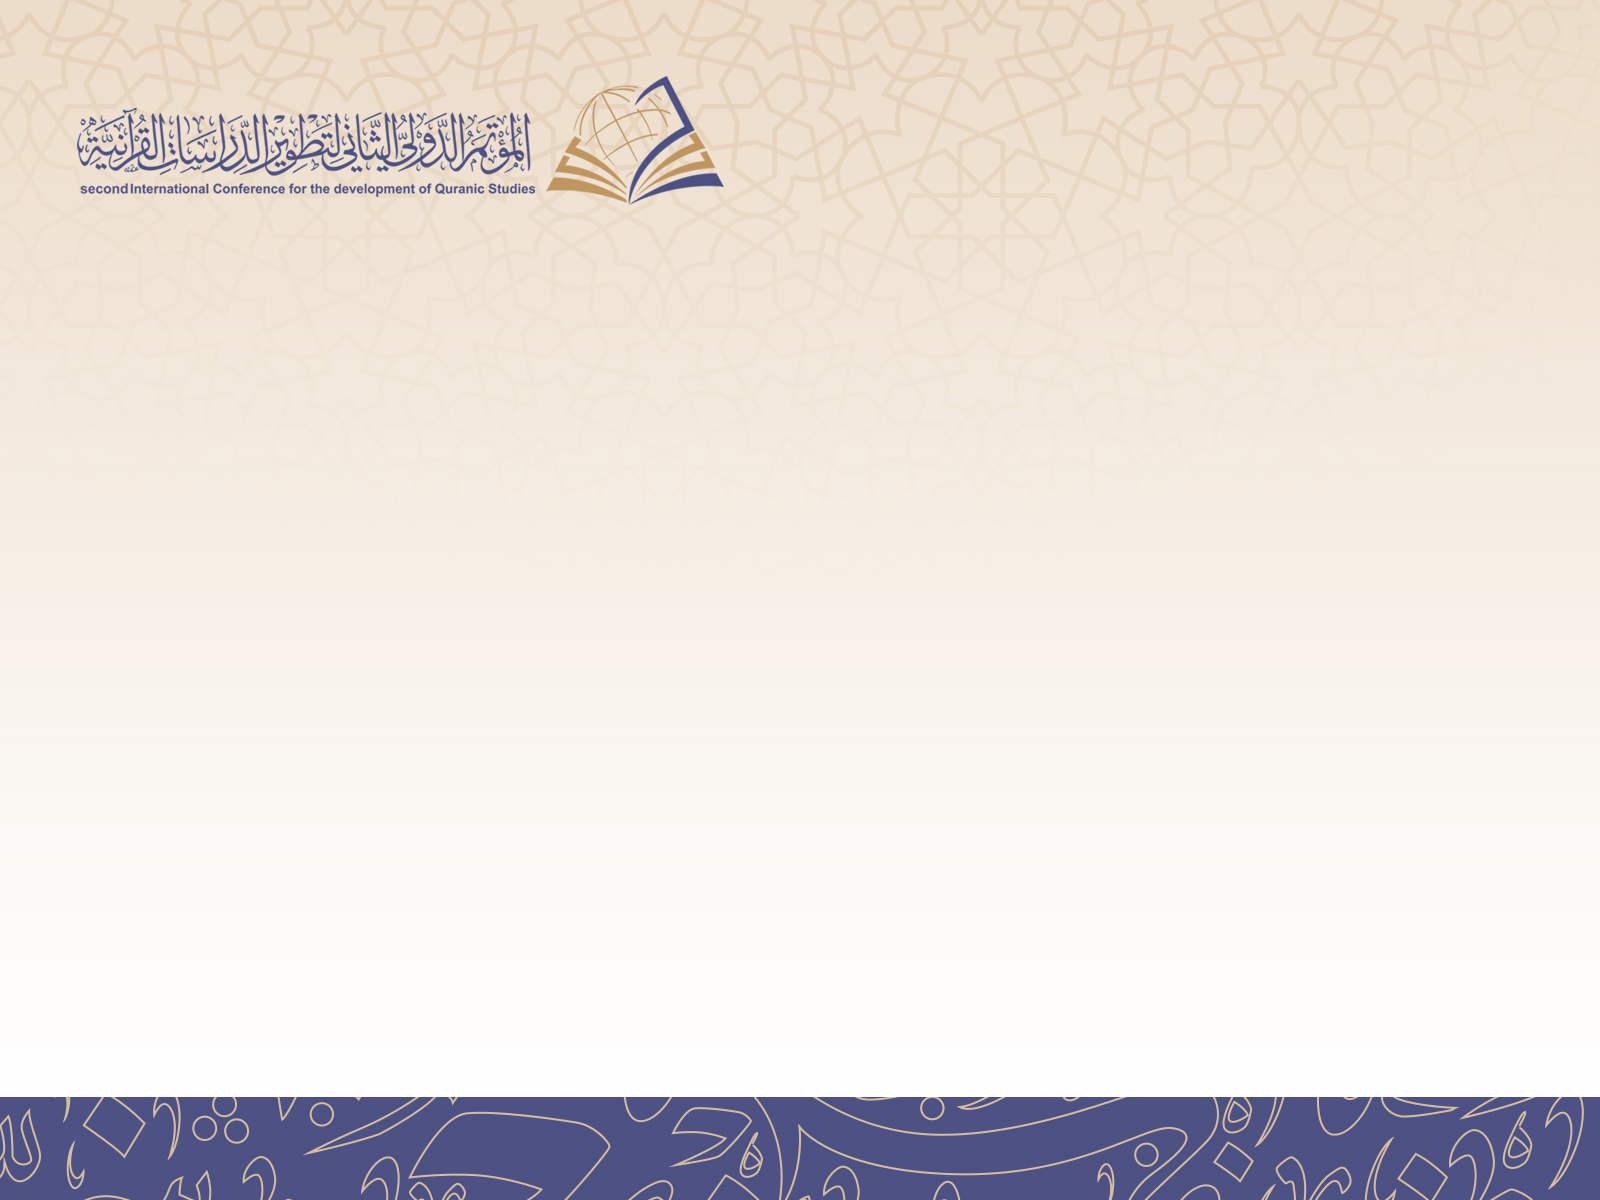 المؤتمر الدولي الثاني لتطوير الدراسات القرآنية
second International Conference for the development of Quranic Studies